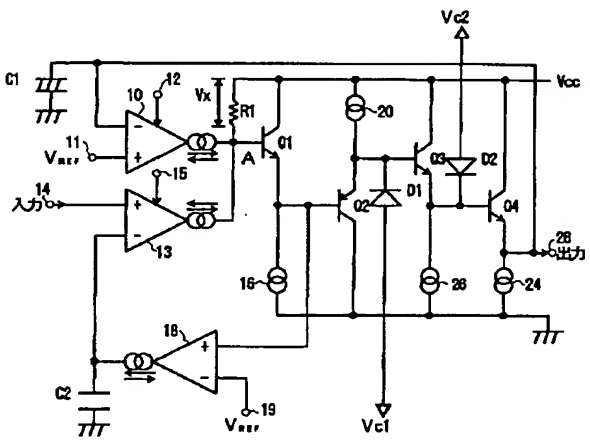 Vc2
C1
12
10
Vx
R1
Vcc
20
11
VREF
A
Q1
Q3
D2
14
入力
15
D1
Q4
Q2
28
出力
13
16
26
24
18
C2
VREF
19
Vc1